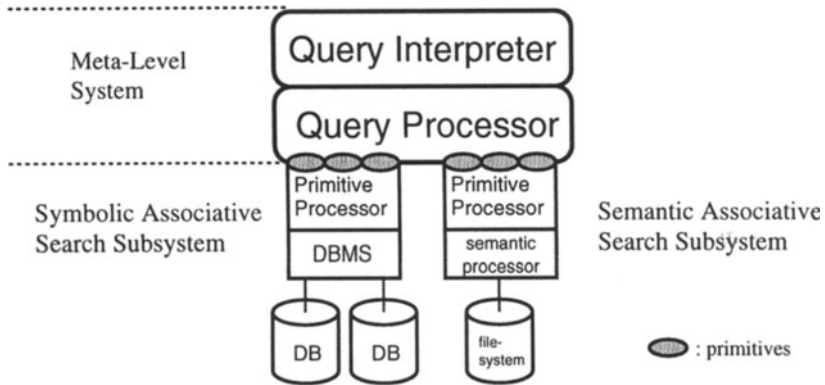 Query Interpreter
Meta-Level
System
Query Processor
Primitive
Processor
Primitive
Processor
Symbolic Associative
Search Subsystem
Semantic Associative
Search Subsystem
DBMS
semantic
processor
DB
DB
file-
system
: primitives